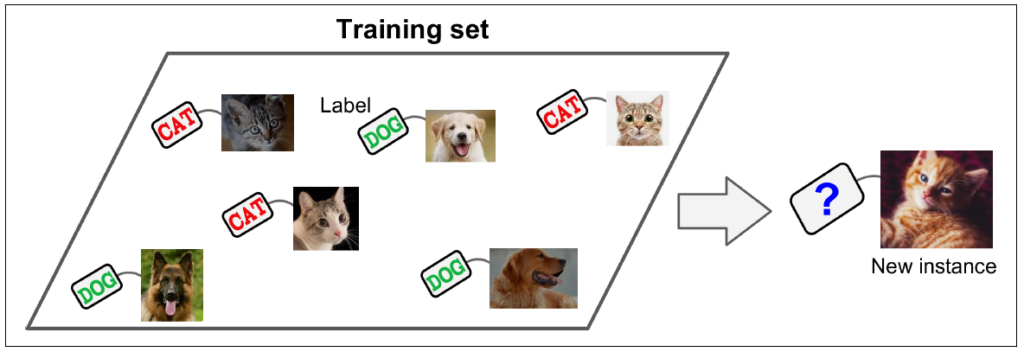 Training set
CAT
Label
DOG
CAT
CAT
DOG
DOG
?
New instance